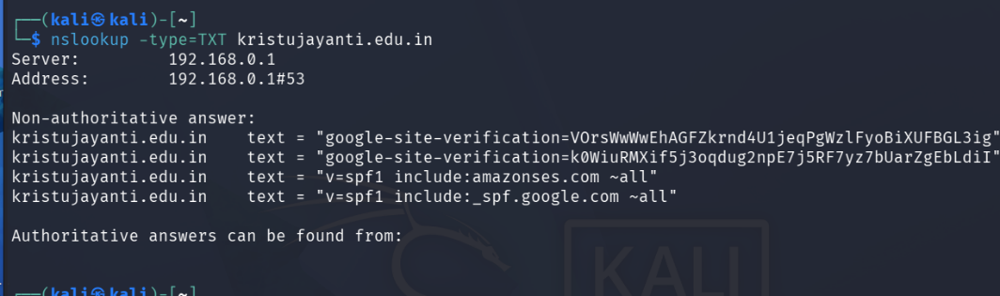 (kali㉿kali)-[~]
$ nslookup -type=TXT kristujayanti.edu.in
Server: 192.168.0.1
Address: 192.168.0.1#53
Non-authoritative answer:
kristujayanti.edu.in text = "google-site-verification=VOrsWwWwEhAGFZkrnd4U1jeqPgWzlFyoBiXUFBGL3ig"
kristujayanti.edu.in text = "google-site-verification=k0WiuRMXif5j3oqdug2npE7j5RF7yz7bUarZgEbLdiI"
kristujayanti.edu.in text = "v=spf1 include:amazonses.com ~all"
kristujayanti.edu.in text = "v=spf1 include:_spf.google.com ~all"
Authoritative answers can be found from:
KALI
(kali㉿kali)-[~]